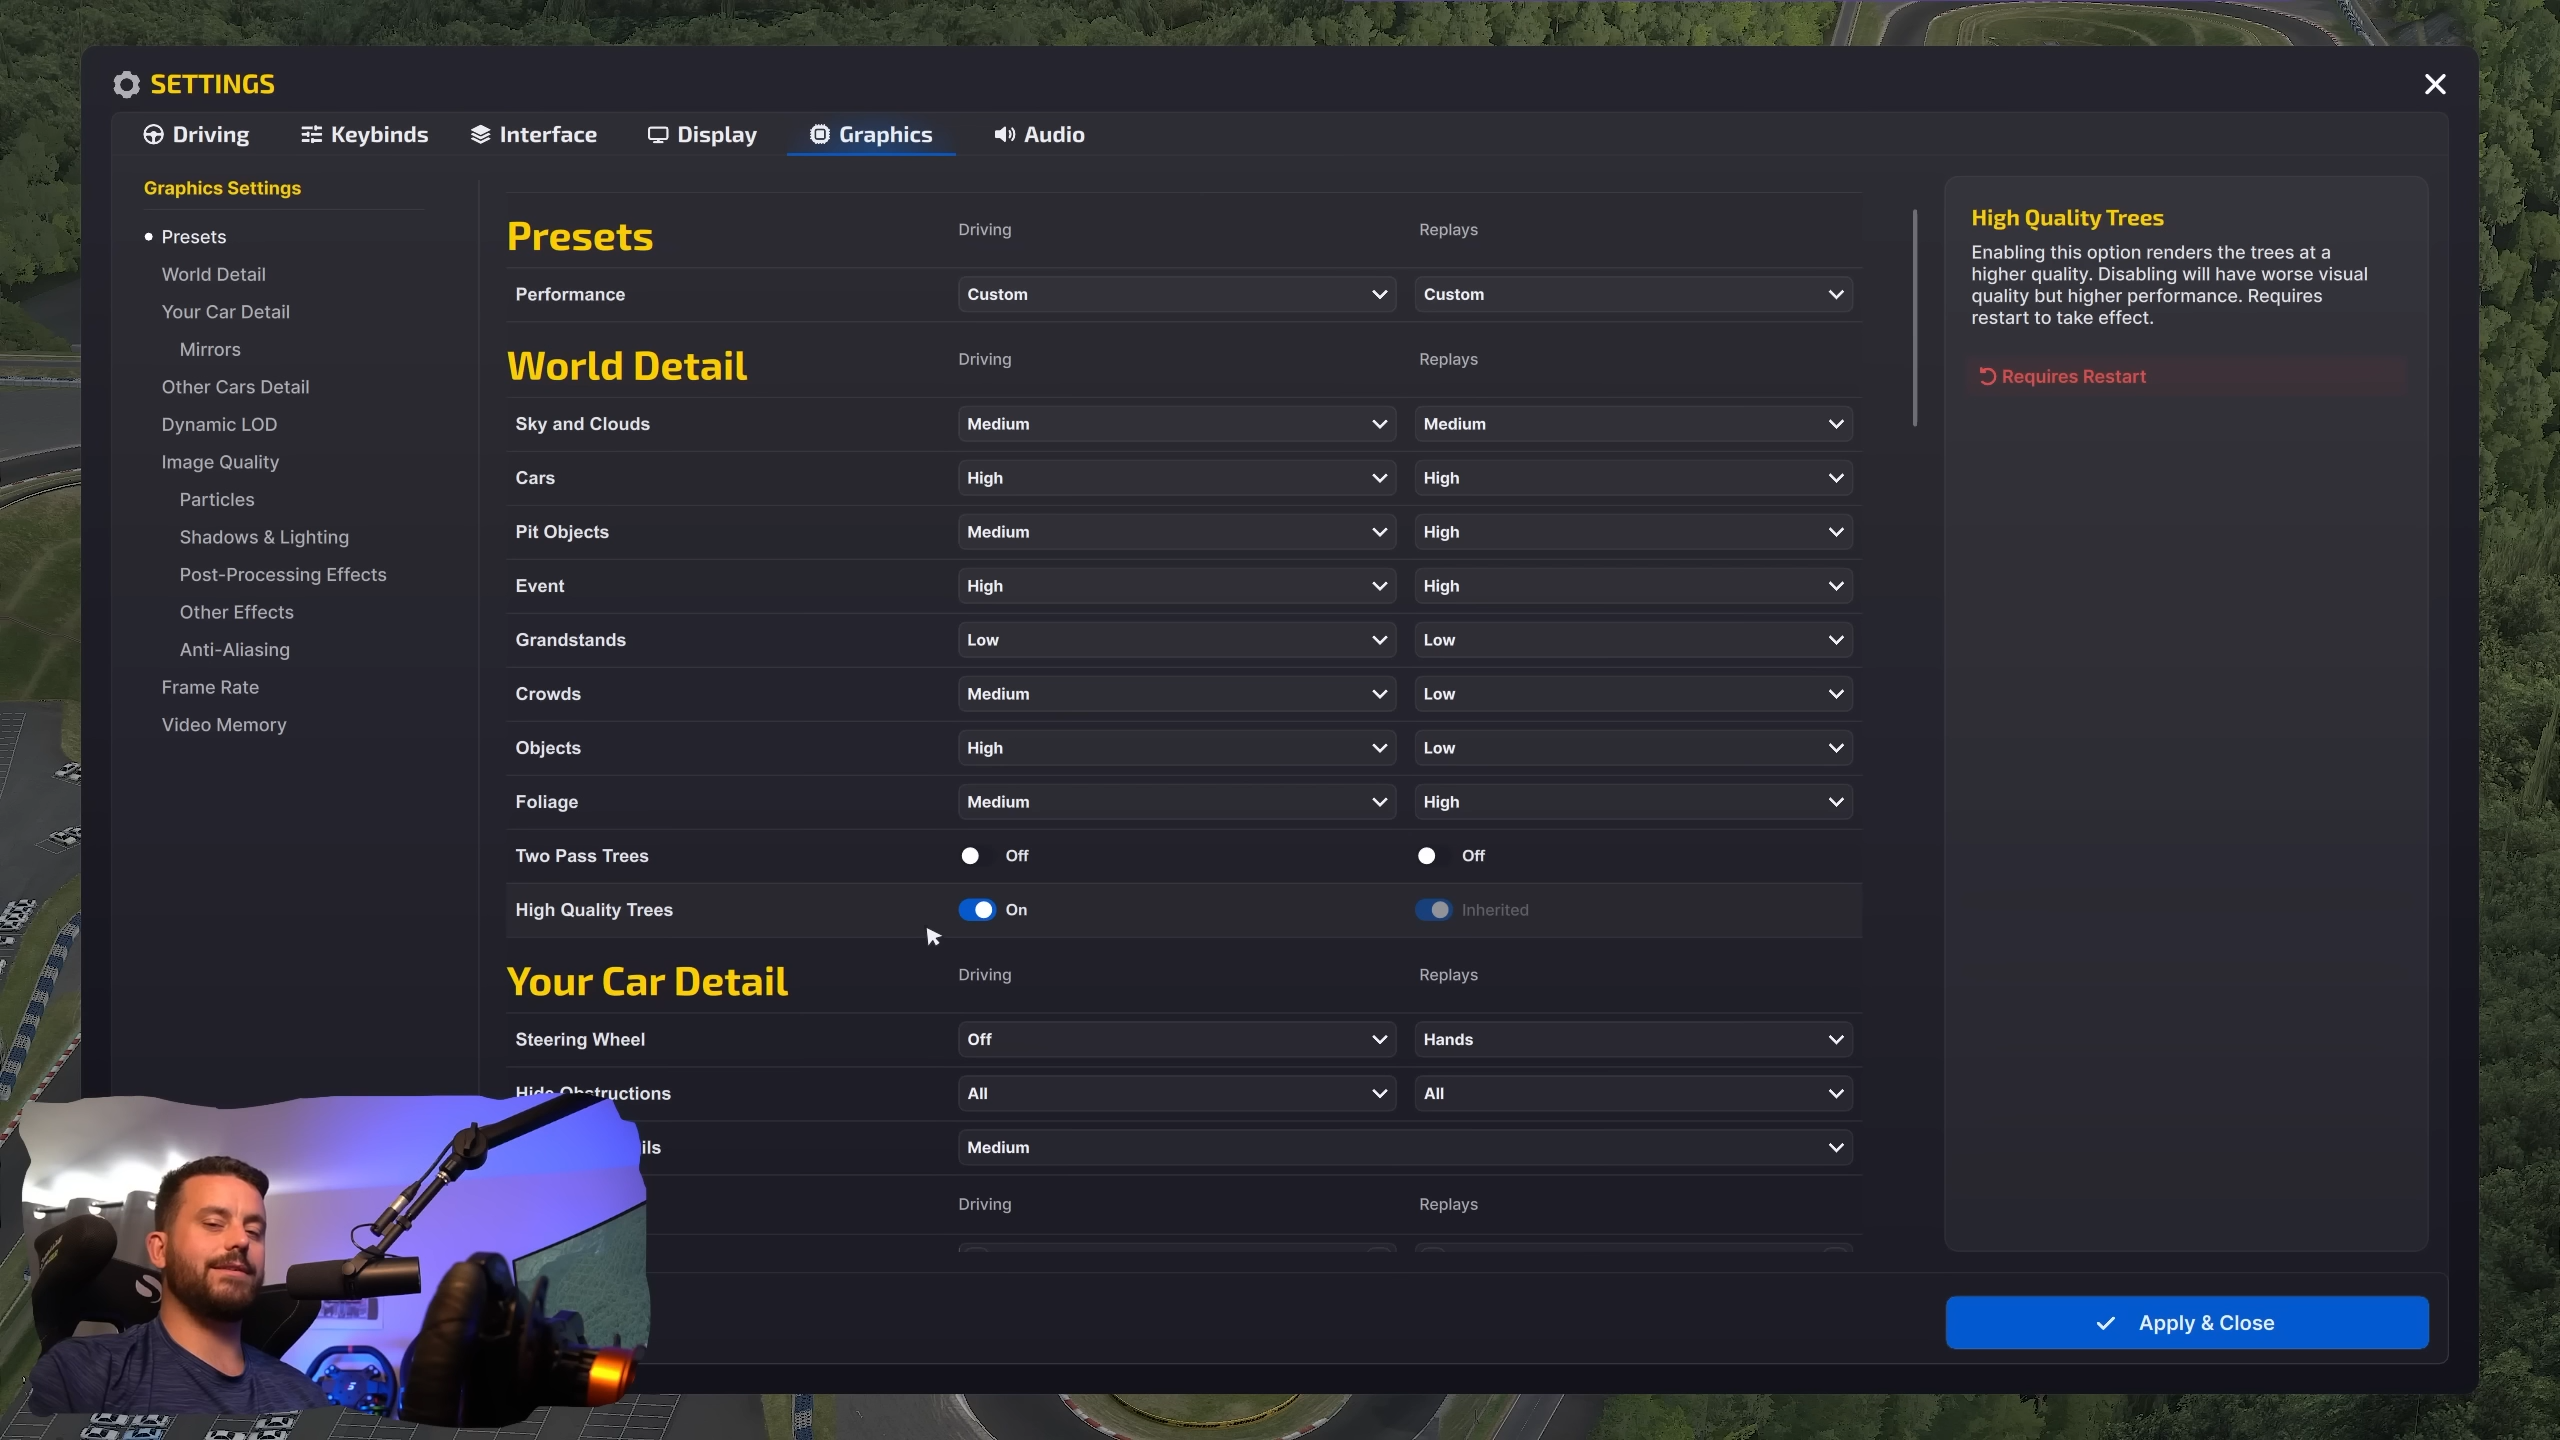 SETTINGS
Driving
Keybinds
Interface
Display
Graphics
Audio
Graphics Settings
Presets
World Detail
Your Car Detail
Mirrors
Other Cars Detail
Dynamic LOD
Image Quality
Particles
Shadows & Lighting
Post-Processing Effects
Other Effects
Anti-Aliasing
Frame Rate
Video Memory
Presets Driving Replays
Performance Custom Custom
World Detail Driving Replays
Sky and Clouds Medium Medium
Cars High High
Pit Objects Medium High
Event High High
Grandstands Low Low
Crowds Medium Low
Objects High Low
Foliage Medium High
Two Pass Trees Off Off
High Quality Trees On Inherited
Your Car Detail Driving Replays
Steering Wheel Off Hands
Hide Obstructions All All
ils Medium
Driving Replays
High Quality Trees
Enabling this option renders the trees at a
higher quality. Disabling will have worse visual
quality but higher performance. Requires
restart to take effect.
Requires Restart
Apply & Close